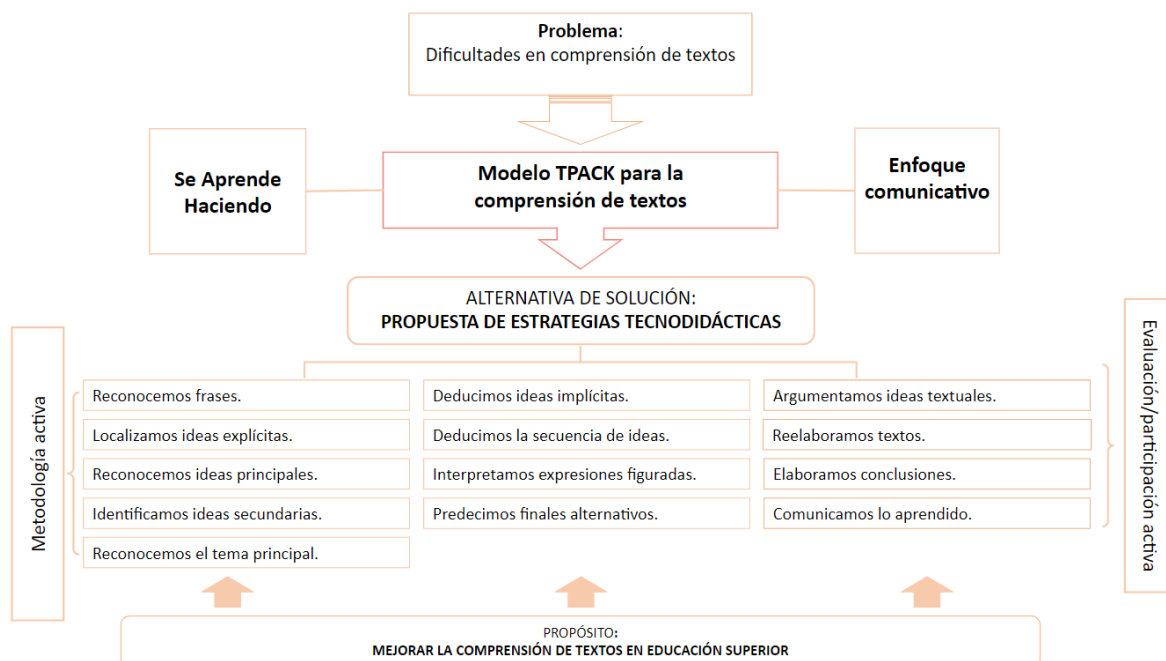 Problema:
Dificultades en comprensión de textos
Se Aprende
Haciendo
Modelo TPACK para la
comprensión de textos
Enfoque
comunicativo
ALTERNATIVA DE SOLUCIÓN:
PROPUESTA DE ESTRATEGIAS TECNODIDÁCTICAS
Metodología activa
Reconocemos frases.
Localizamos ideas explícitas.
Reconocemos ideas principales.
Identificamos ideas secundarias.
Reconocemos el tema principal.
Deducimos ideas implícitas.
Deducimos la secuencia de ideas.
Interpretamos expresiones figuradas.
Predecimos finales alternativos.
Argumentamos ideas textuales.
Reelaboramos textos.
Elaboramos conclusiones.
Comunicamos lo aprendido.
Evaluación/participación activa
PROPÓSITO:
MEJORAR LA COMPRENSIÓN DE TEXTOS EN EDUCACIÓN SUPERIOR